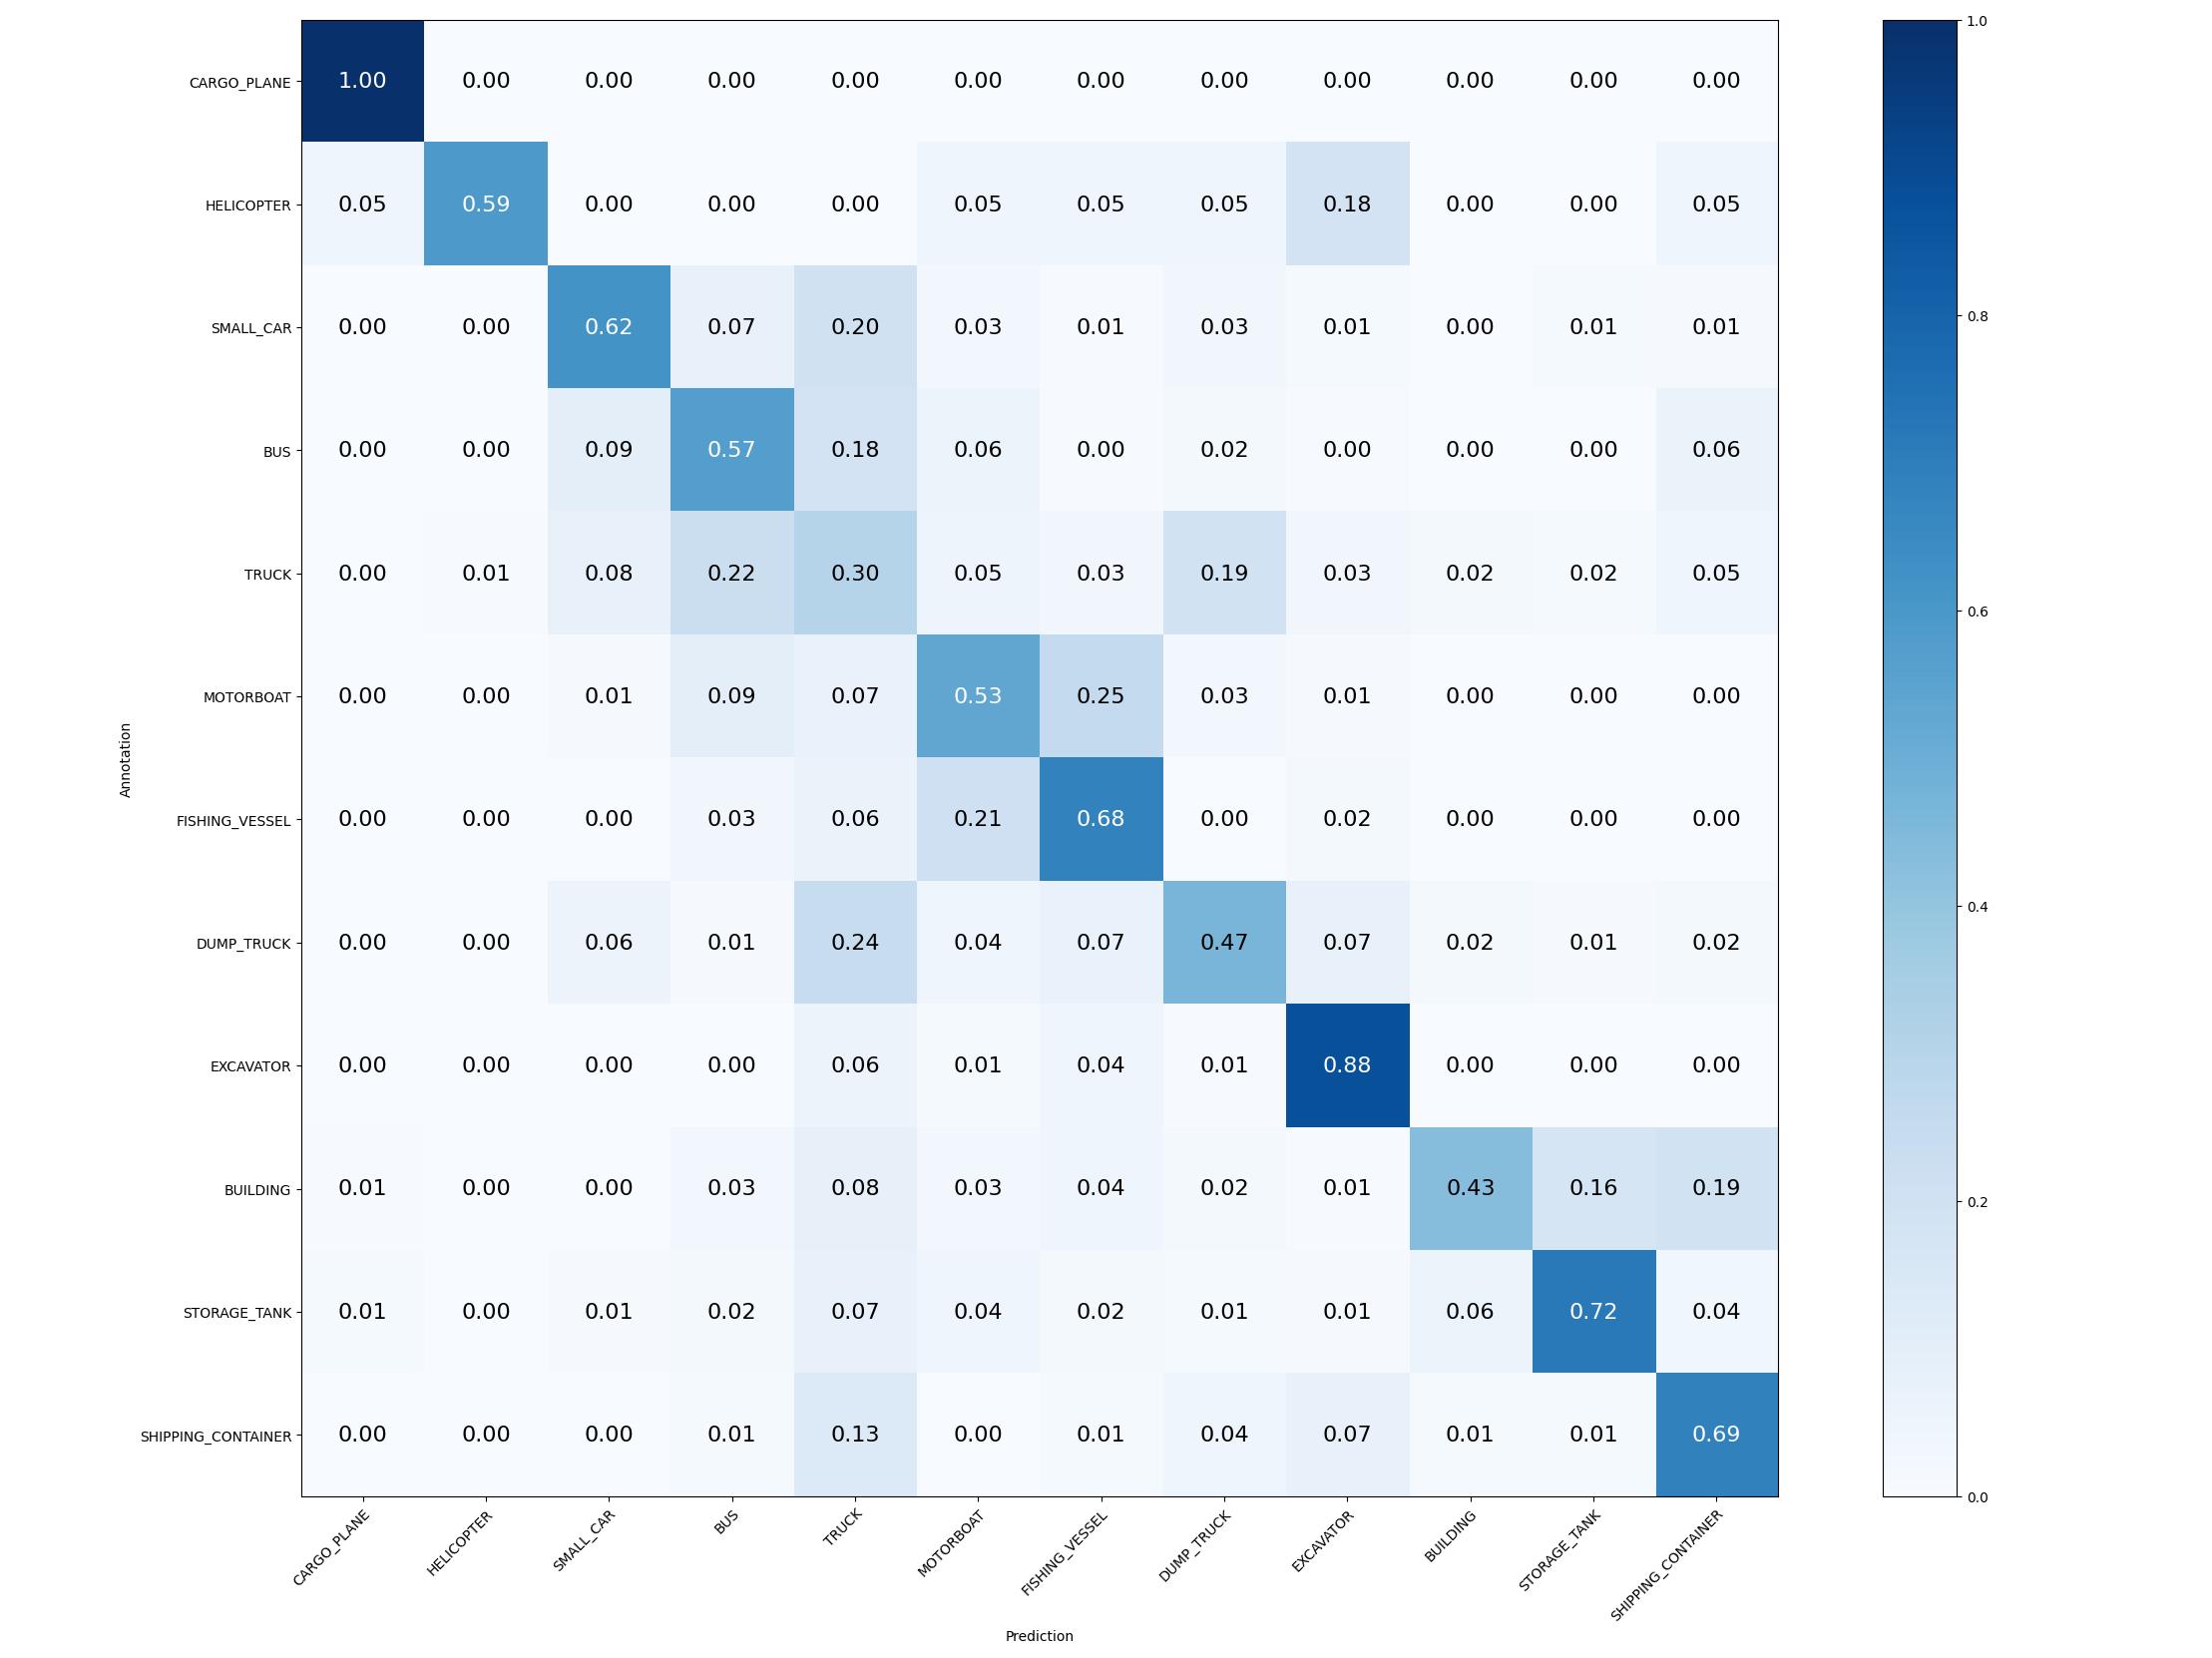 CARGO_PLANE 1.00 0.00 0.00 0.00 0.00 0.00 0.00 0.00 0.00 0.00 0.00 0.00
HELICOPTER 0.05 0.59 0.00 0.00 0.00 0.05 0.05 0.05 0.18 0.00 0.00 0.05
SMALL_CAR 0.00 0.00 0.62 0.07 0.20 0.03 0.01 0.03 0.01 0.00 0.01 0.01
BUS 0.00 0.00 0.09 0.57 0.18 0.06 0.00 0.02 0.00 0.00 0.00 0.06
TRUCK 0.00 0.01 0.08 0.22 0.30 0.05 0.03 0.19 0.03 0.02 0.02 0.05
MOTORBOAT 0.00 0.00 0.01 0.09 0.07 0.53 0.25 0.03 0.01 0.00 0.00 0.00
FISHING_VESSEL 0.00 0.00 0.00 0.03 0.06 0.21 0.68 0.00 0.02 0.00 0.00 0.00
DUMP_TRUCK 0.00 0.00 0.06 0.01 0.24 0.04 0.07 0.47 0.07 0.02 0.01 0.02
EXCAVATOR 0.00 0.00 0.00 0.00 0.06 0.01 0.04 0.01 0.88 0.00 0.00 0.00
BUILDING 0.01 0.00 0.00 0.03 0.08 0.03 0.04 0.02 0.01 0.43 0.16 0.19
STORAGE_TANK 0.01 0.00 0.01 0.02 0.07 0.04 0.02 0.01 0.01 0.06 0.72 0.04
SHIPPING_CONTAINER 0.00 0.00 0.00 0.01 0.13 0.00 0.01 0.04 0.07 0.01 0.01 0.69
CARGO_PLANE HELICOPTER SMALL_CAR BUS TRUCK MOTORBOAT FISHING_VESSEL DUMP_TRUCK EXCAVATOR BUILDING STORAGE_TANK SHIPPING_CONTAINER
Prediction
Annotation
1.0
0.8
0.6
0.4
0.2
0.0